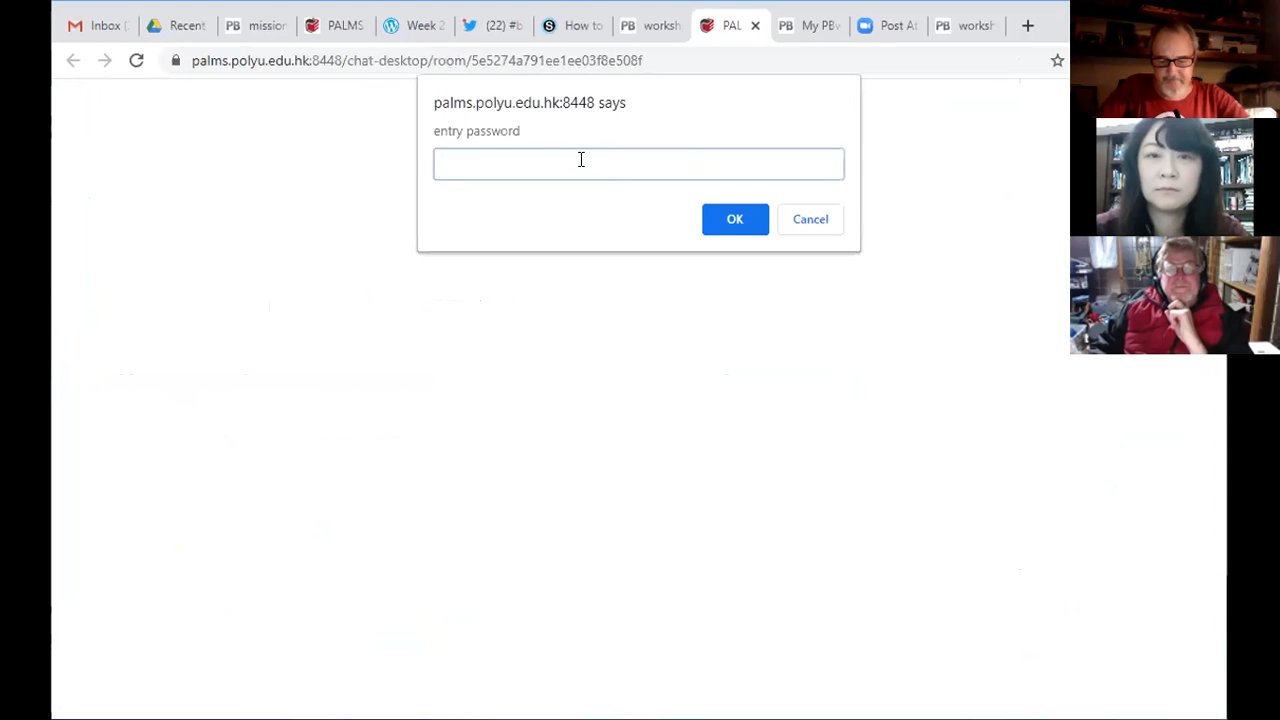 Inbox (
Recent
PB mission
PALMS
Week 2
(22) #b
S How to
PB worksh
PAL
PB My PBw
Post At
PB worksh
palms.polyu.edu.hk:8448/chat-desktop/room/5e5274a791ee1ee03f8e508f
palms.polyu.edu.hk:8448 says
entry password
OK Cancel